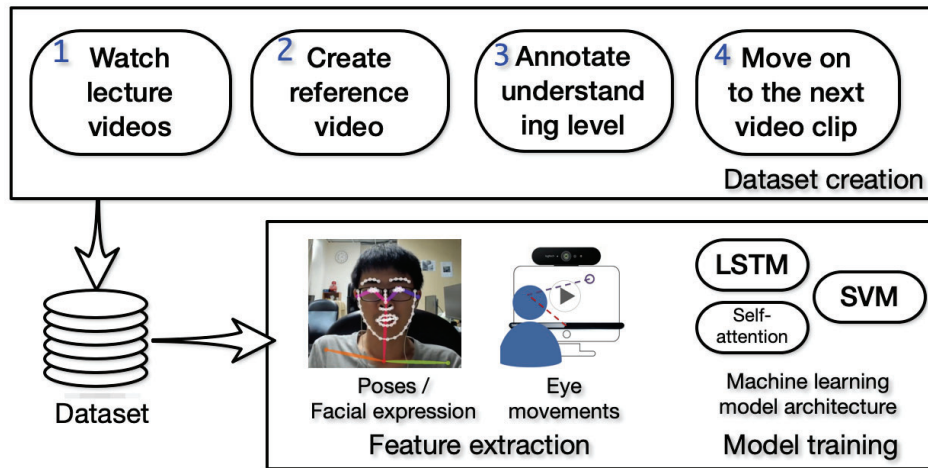 1 Watch
lecture
videos
2 Create
reference
video
3 Annotate
understand
ing level
4 Move on
to the next
video clip
Dataset creation
Dataset
Poses /
Facial expression
Eye
movements
Feature extraction
LSTM
SVM
Self-
attention
Machine learning
model architecture
Model training